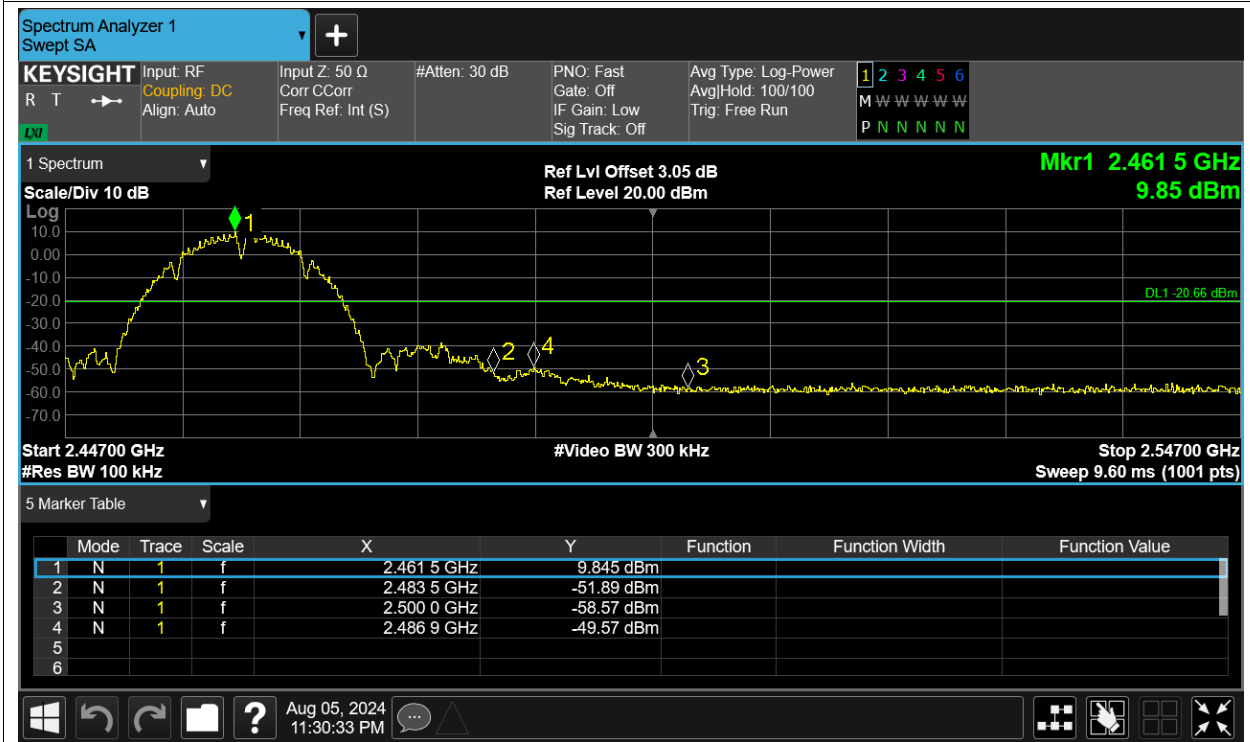 Spectrum Analyzer 1
Swept SA
+
KEYSIGHT
R T
LXI
Input: RF
Coupling: DC
Align: Auto
Input Z: 50 Ω
Corr CCorr
Freq Ref: Int (S)
#Atten: 30 dB
PNO: Fast
Gate: Off
IF Gain: Low
Sig Track: Off
Avg Type: Log-Power
Avg|Hold: 100/100
Trig: Free Run
1 2 3 4 5 6
M W W W W W
P N N N N N
1 Spectrum
Scale/Div 10 dB
Log
Ref Lvl Offset 3.05 dB
Ref Level 20.00 dBm
Mkr1 2.461 5 GHz
9.85 dBm
10.0
0.00
-10.0
-20.0
-30.0
-40.0
-50.0
-60.0
-70.0
1
2
4
3
DL1 -20.66 dBm
Start 2.44700 GHz
#Video BW 300 kHz
Stop 2.54700 GHz
#Res BW 100 kHz
Sweep 9.60 ms (1001 pts)
5 Marker Table
Mode Trace Scale X Y Function Function Width Function Value
1 N 1 f 2.461 5 GHz 9.845 dBm
2 N 1 f 2.483 5 GHz -51.89 dBm
3 N 1 f 2.500 0 GHz -58.57 dBm
4 N 1 f 2.486 9 GHz -49.57 dBm
5
6
?
Aug 05, 2024
11:30:33 PM